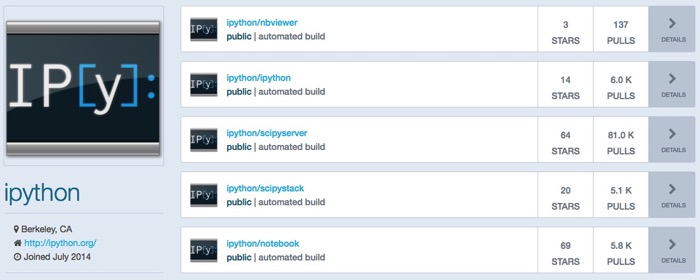 IP[y]:
ipython
Berkeley, CA
http://ipython.org/
Joined July 2014
IP[y]:
ipython/nbviewer
public | automated build
3
STARS
137
PULLS
DETAILS
IP[y]:
ipython/ipython
public | automated build
14
STARS
6.0 K
PULLS
DETAILS
IP[y]:
ipython/scipyserver
public | automated build
64
STARS
81.0 K
PULLS
DETAILS
IP[y]:
ipython/scipystack
public | automated build
20
STARS
5.1 K
PULLS
DETAILS
IP[y]:
ipython/notebook
public | automated build
69
STARS
5.8 K
PULLS
DETAILS